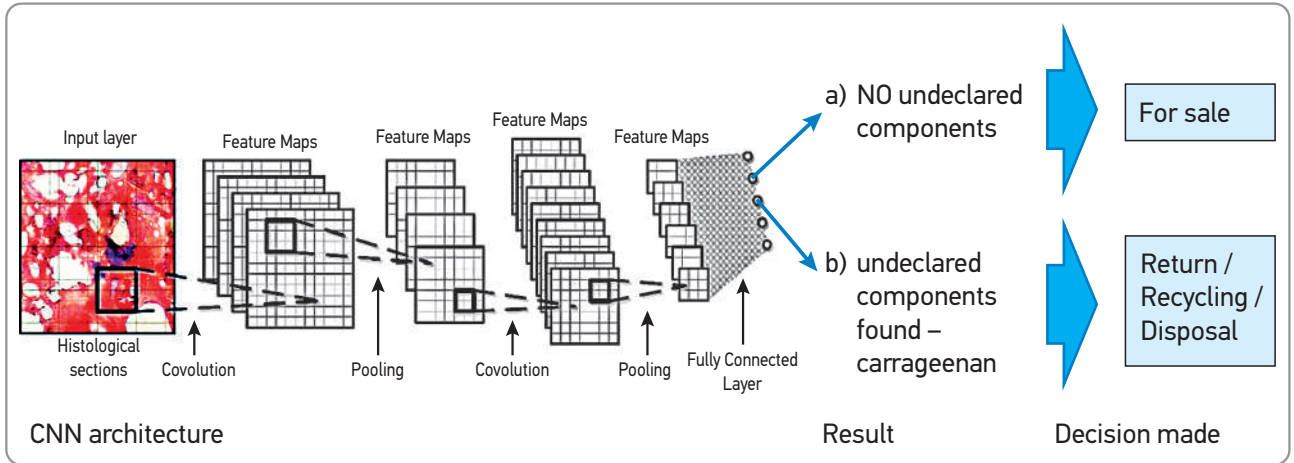 Input layer
Feature Maps
Feature Maps
Feature Maps
Feature Maps
Histological
sections
Covolution
Pooling
Covolution
Pooling
Fully Connected
Layer
a) NO undeclared
components
b) undeclared
components
found –
carrageenan
For sale
Return /
Recycling /
Disposal
CNN architecture
Result
Decision made